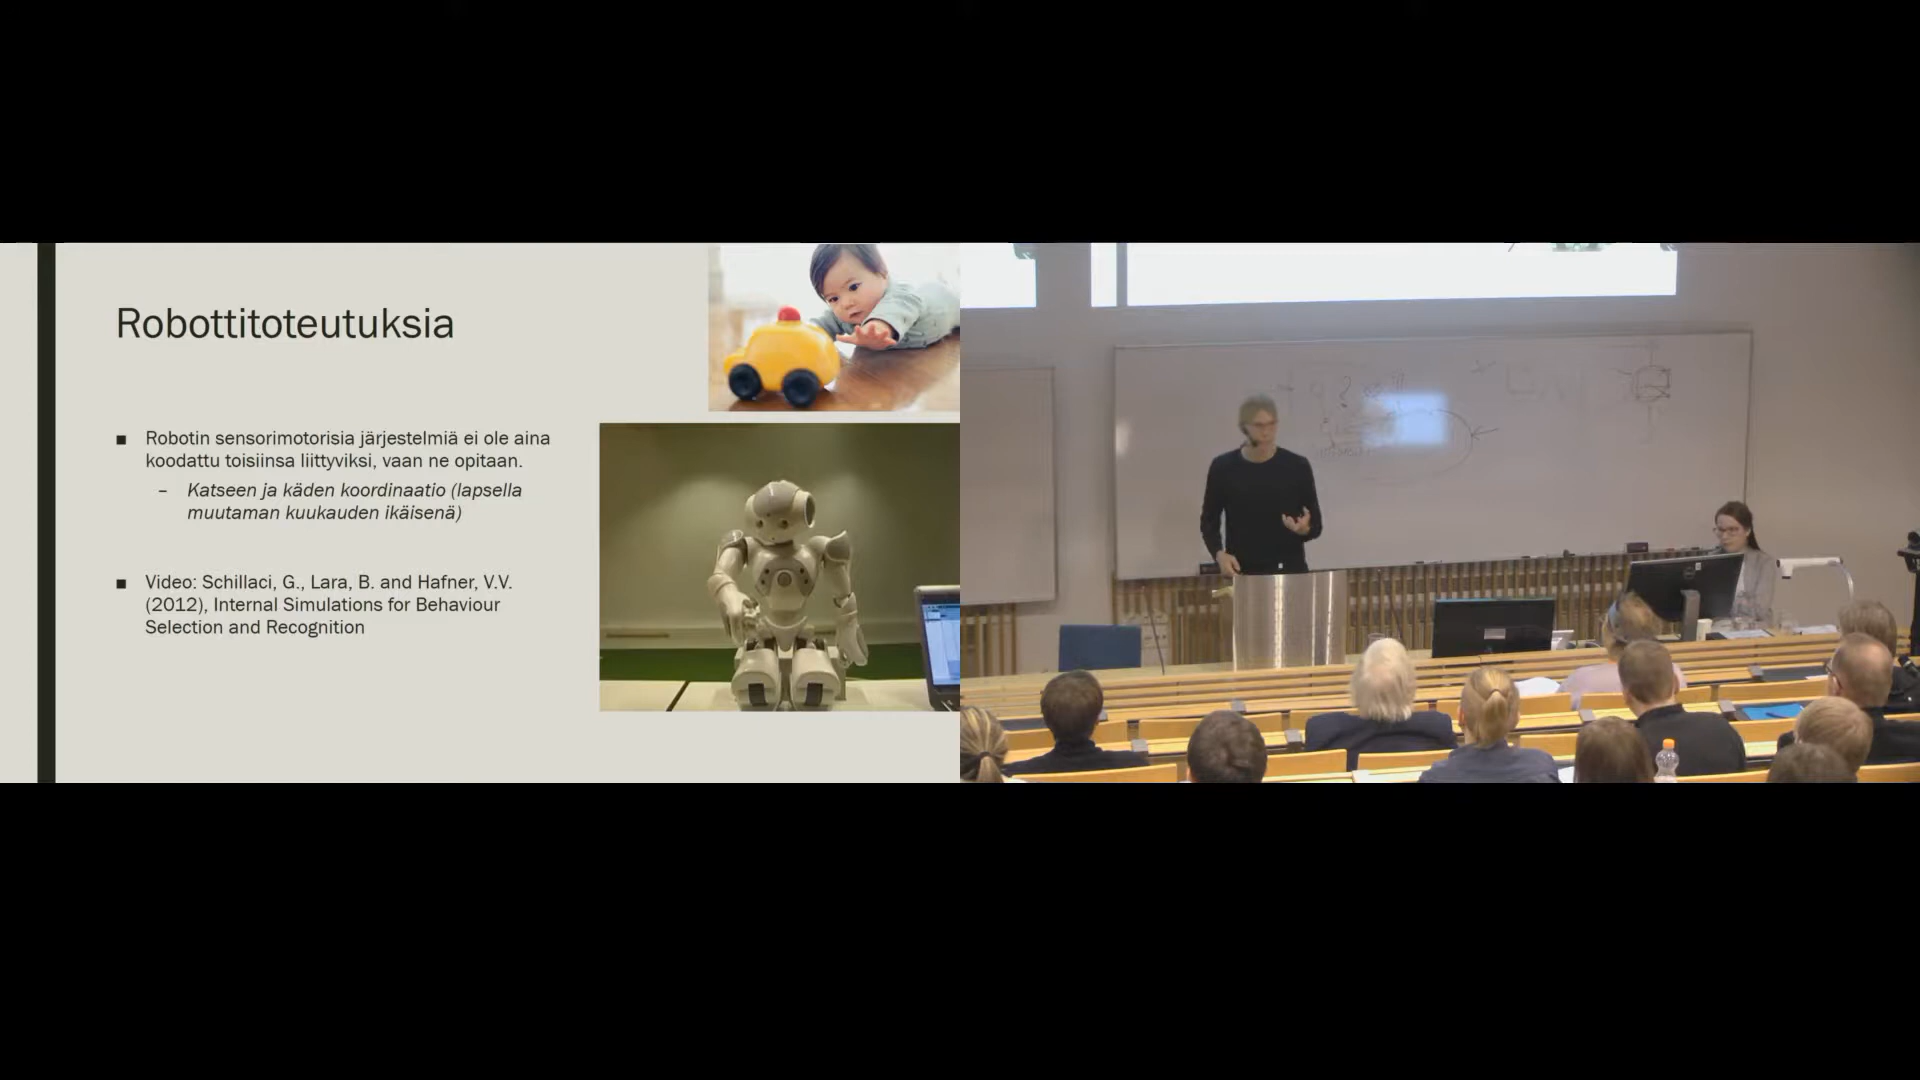 Robottitoteutuksia
■ Robotin sensorimotorisia järjestelmiä ei ole aina
koodattu toisiinsa liittyviksi, vaan ne opitaan.
– Katseen ja käden koordinaatio (lapsella
muutaman kuukauden ikäisenä)
■ Video: Schillaci, G., Lara, B. and Hafner, V.V.
(2012), Internal Simulations for Behaviour
Selection and Recognition